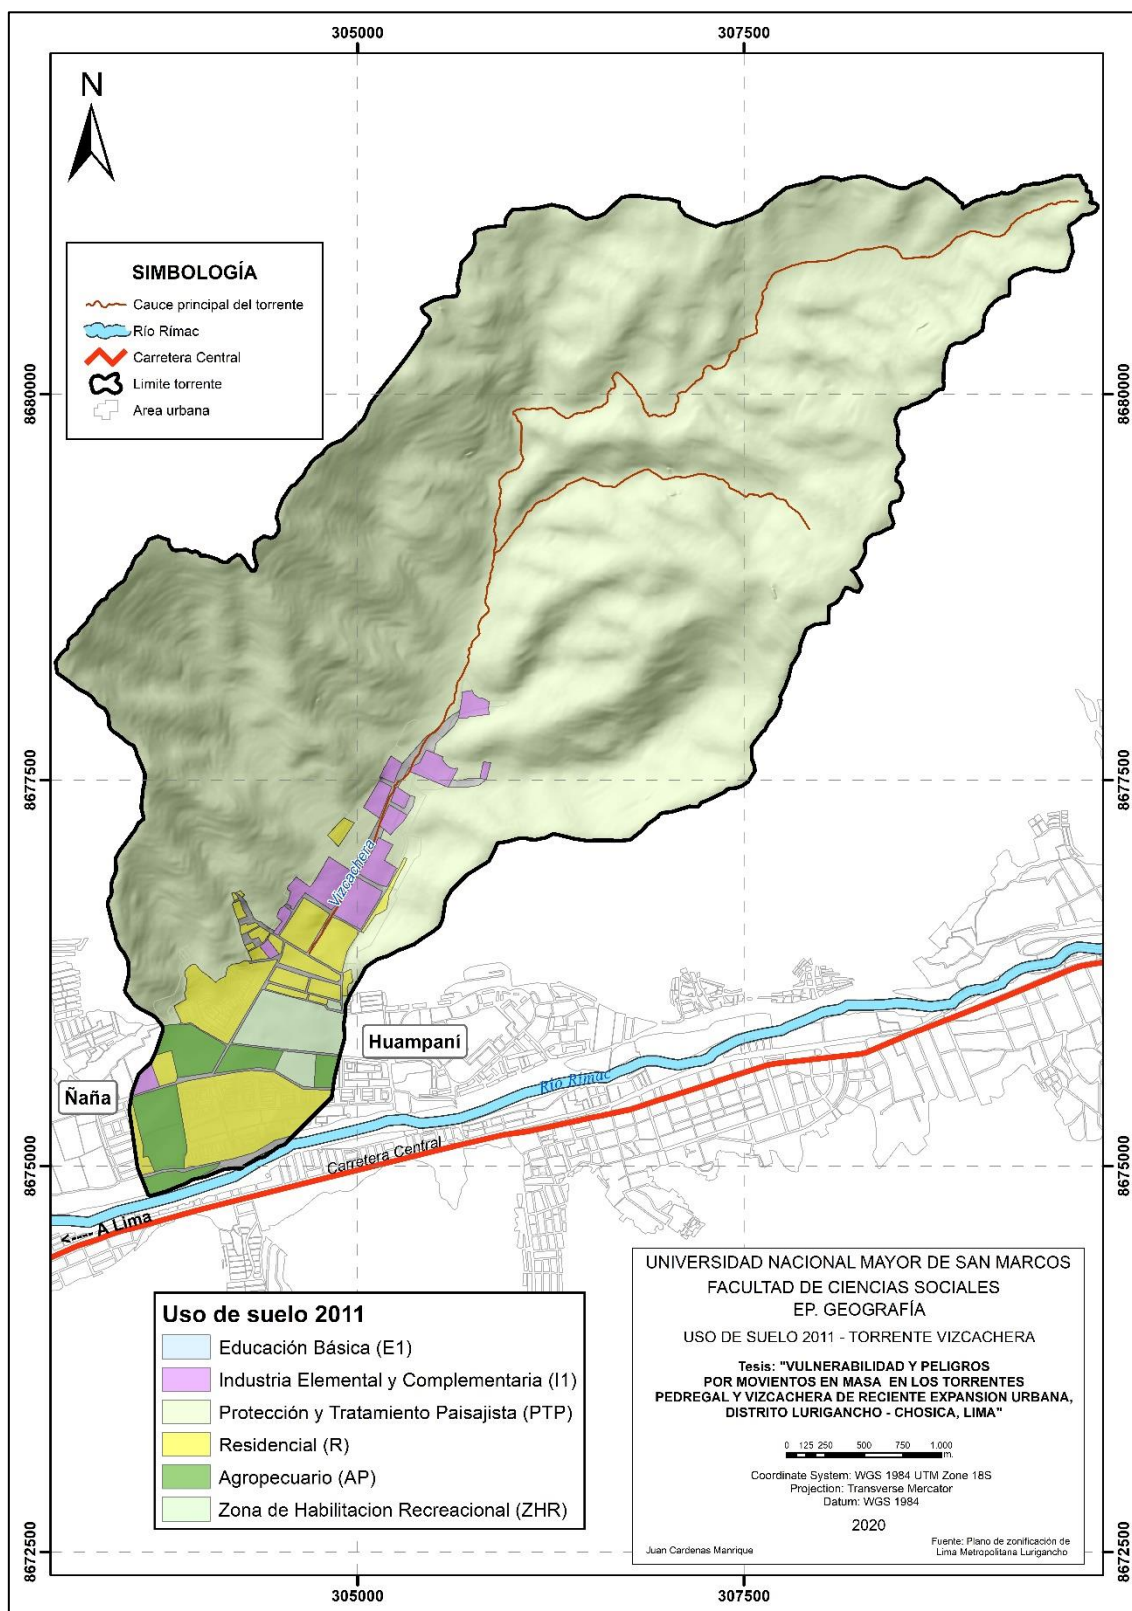 305000
307500
N
SIMBOLOGÍA
Cauce principal del torrente
Río Rímac
Carretera Central
Limite torrente
Area urbana
8680000
8680000
8677500
8677500
Vizcachera
Huampaní
Ñaña
Río Rímac
Carretera Central
8675000
8675000
<---- A Lima
Uso de suelo 2011
Educación Básica (E1)
Industria Elemental y Complementaria (I1)
Protección y Tratamiento Paisajista (PTP)
Residencial (R)
Agropecuario (AP)
Zona de Habilitacion Recreacional (ZHR)
UNIVERSIDAD NACIONAL MAYOR DE SAN MARCOS
FACULTAD DE CIENCIAS SOCIALES
EP. GEOGRAFÍA
USO DE SUELO 2011 - TORRENTE VIZCACHERA
Tesis: "VULNERABILIDAD Y PELIGROS
POR MOVIENTOS EN MASA EN LOS TORRENTES
PEDREGAL Y VIZCACHERA DE RECIENTE EXPANSION URBANA,
DISTRITO LURIGANCHO - CHOSICA, LIMA"
0 125 250 500 750 1.000
m.
Coordinate System: WGS 1984 UTM Zone 18S
Projection: Transverse Mercator
Datum: WGS 1984
2020
Juan Cardenas Manrique
Fuente: Plano de zonificación de
Lima Metropolitana Lurigancho
8672500
8672500
305000
307500